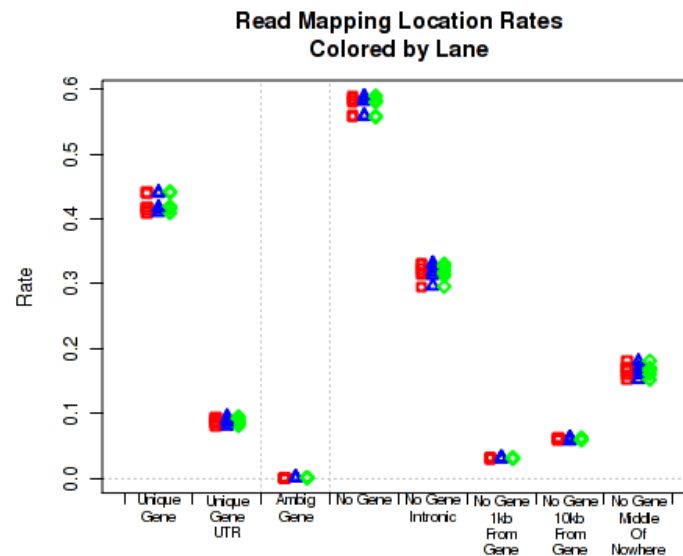 Read Mapping Location Rates
Colored by Lane
Rate
0.6
0.5
0.4
0.3
0.2
0.1
0.0
Unique
Gene
Unique
Gene
UTR
Ambig
Gene
No Gene
No Gene
Intronic
No Gene
1kb
From
Gene
No Gene
10kb
From
Gene
No Gene
Middle
Of
Nowhere